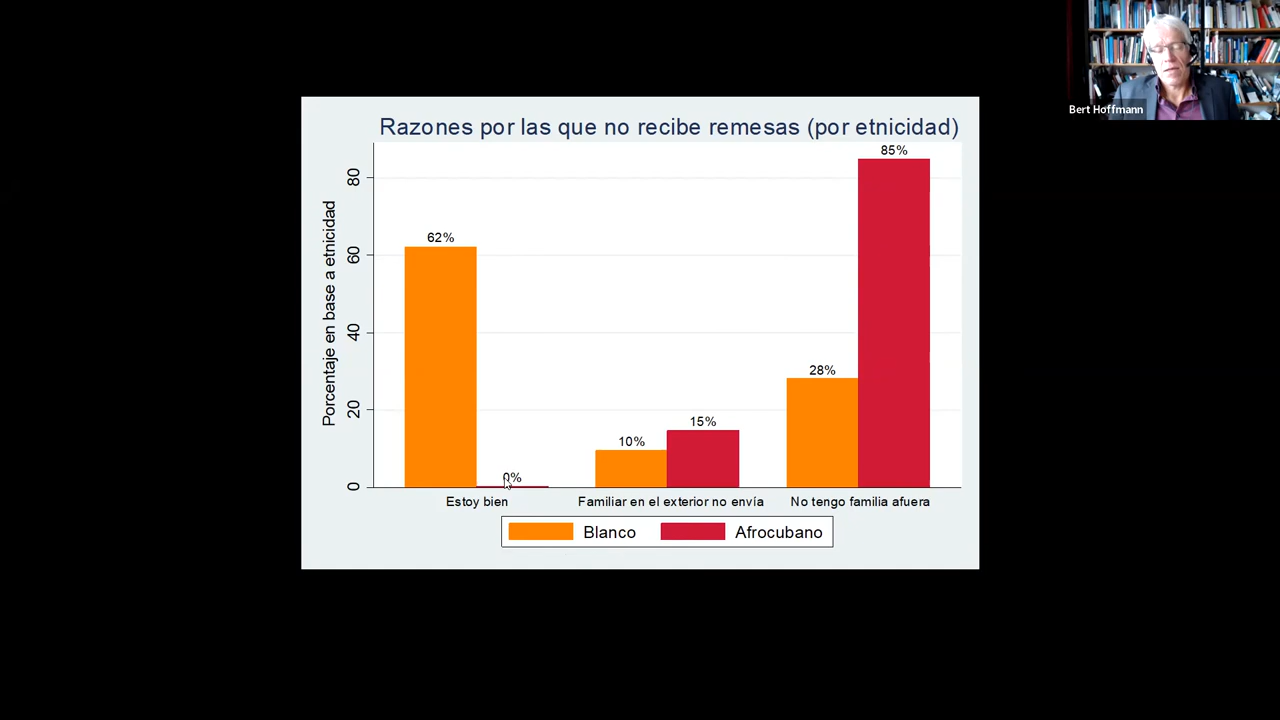 Bert Hoffmann
Razones por las que no recibe remesas (por etnicidad)
Porcentaje en base a etnicidad
80
60
40
20
0
62%
0%
10%
15%
28%
85%
Estoy bien
Familiar en el exterior no envía
No tengo familia afuera
Blanco
Afrocubano